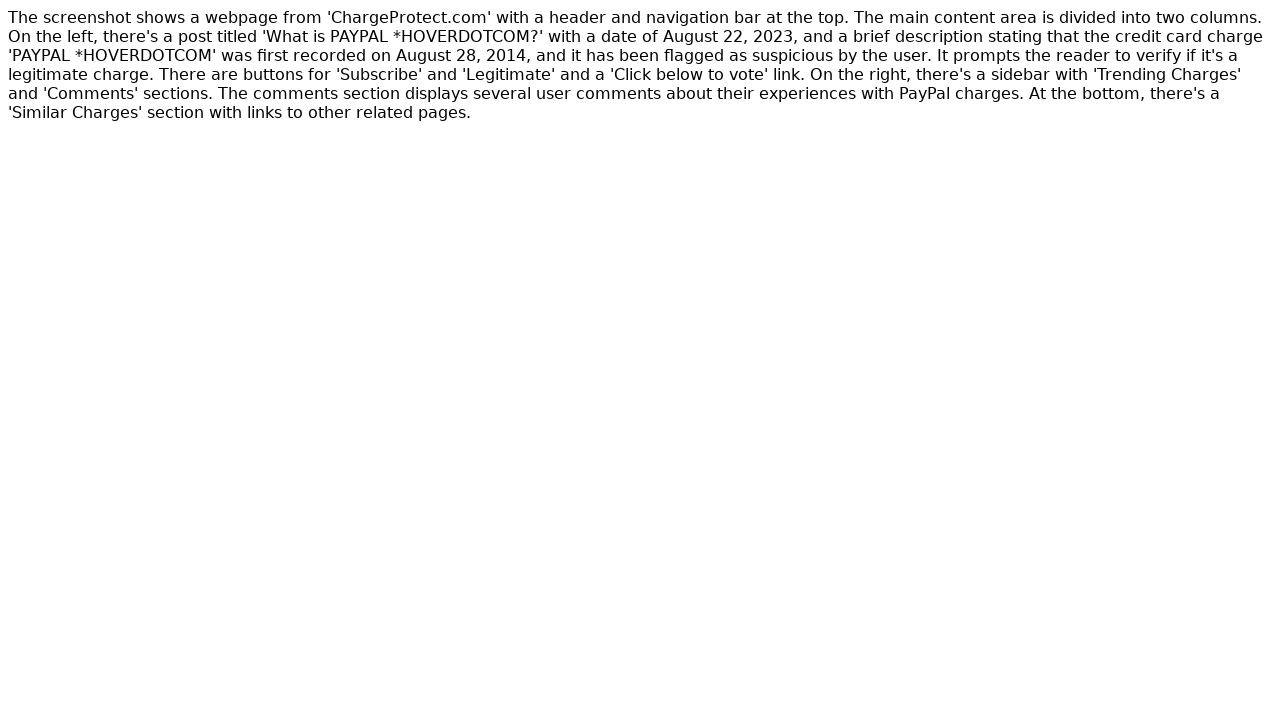 The screenshot shows a webpage from 'ChargeProtect.com' with a header and navigation bar at the top. The main content area is divided into two columns.
On the left, there's a post titled 'What is PAYPAL *HOVERDOTCOM?' with a date of August 22, 2023, and a brief description stating that the credit card charge
'PAYPAL *HOVERDOTCOM' was first recorded on August 28, 2014, and it has been flagged as suspicious by the user. It prompts the reader to verify if it's a
legitimate charge. There are buttons for 'Subscribe' and 'Legitimate' and a 'Click below to vote' link. On the right, there's a sidebar with 'Trending Charges'
and 'Comments' sections. The comments section displays several user comments about their experiences with PayPal charges. At the bottom, there's a
'Similar Charges' section with links to other related pages.